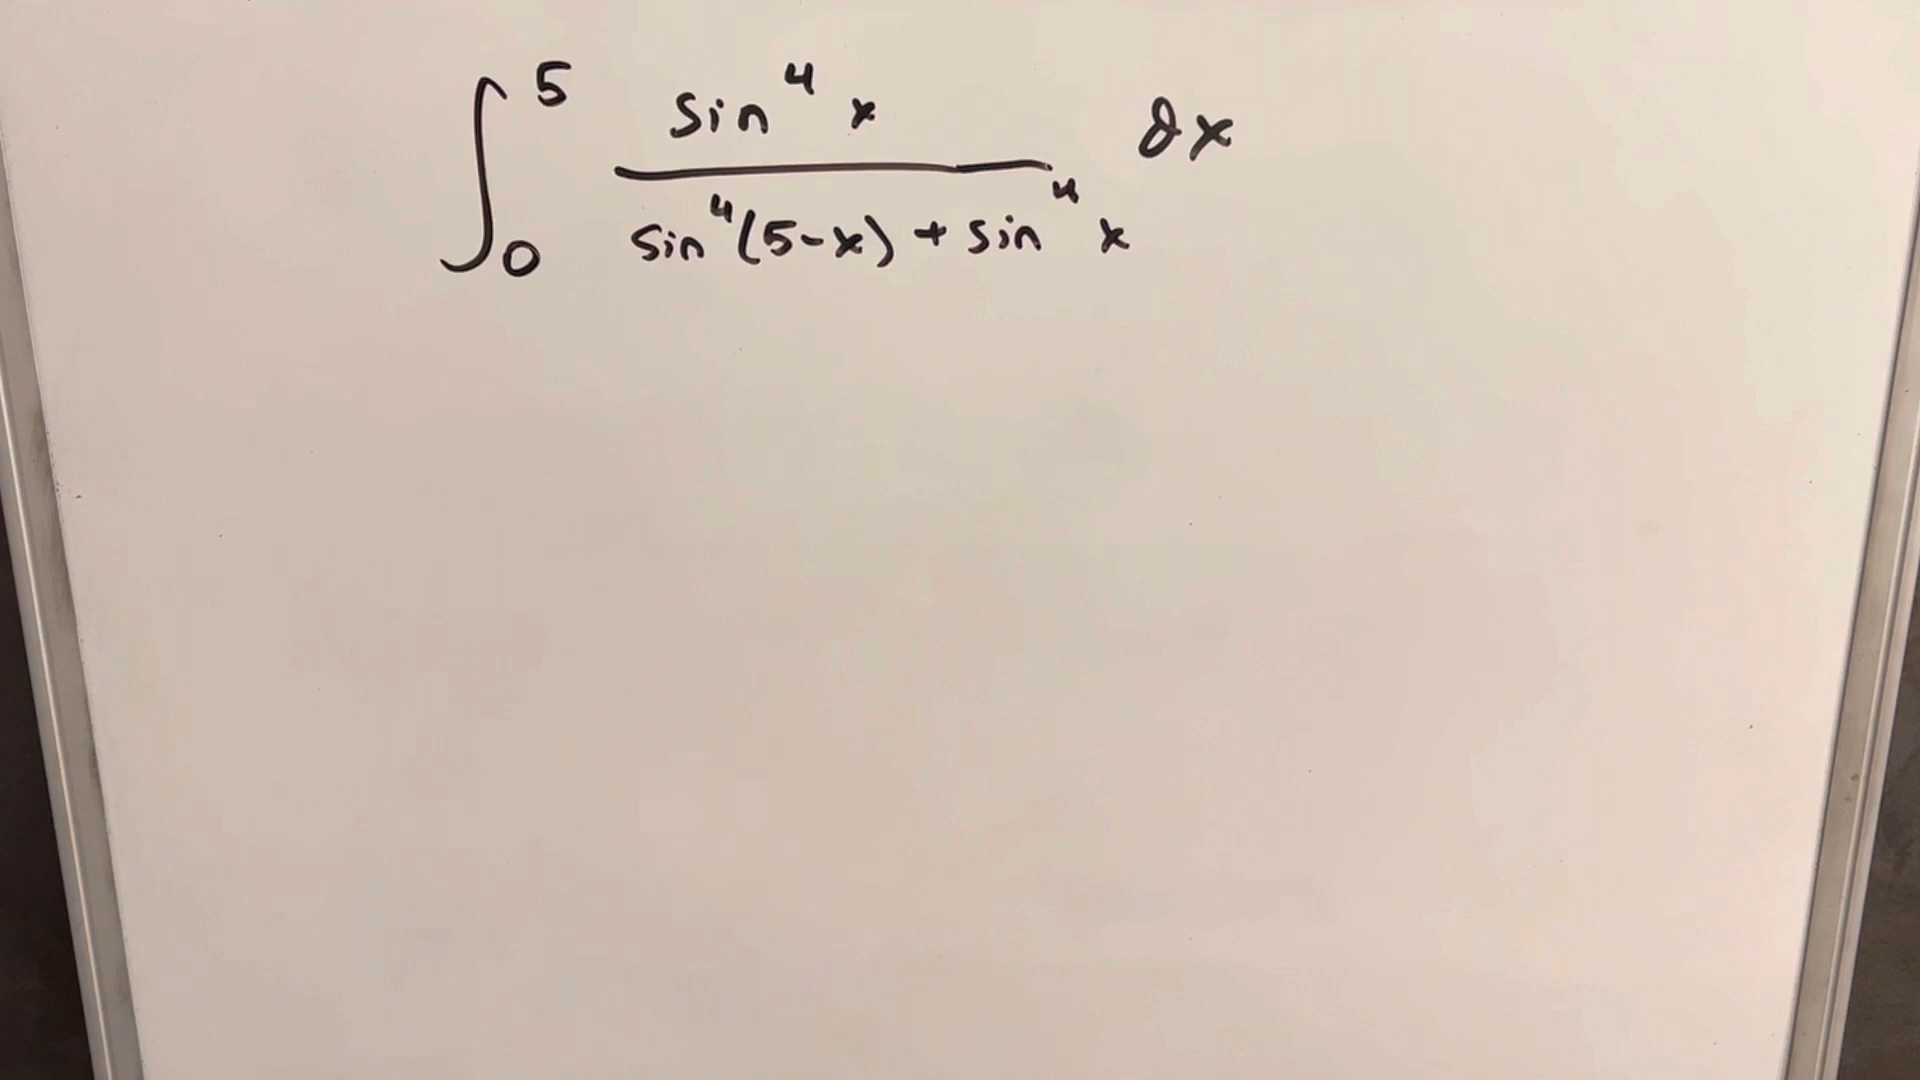 ∫₀⁵ sin⁴ x / (sin⁴(5-x) + sin⁴ x) dx